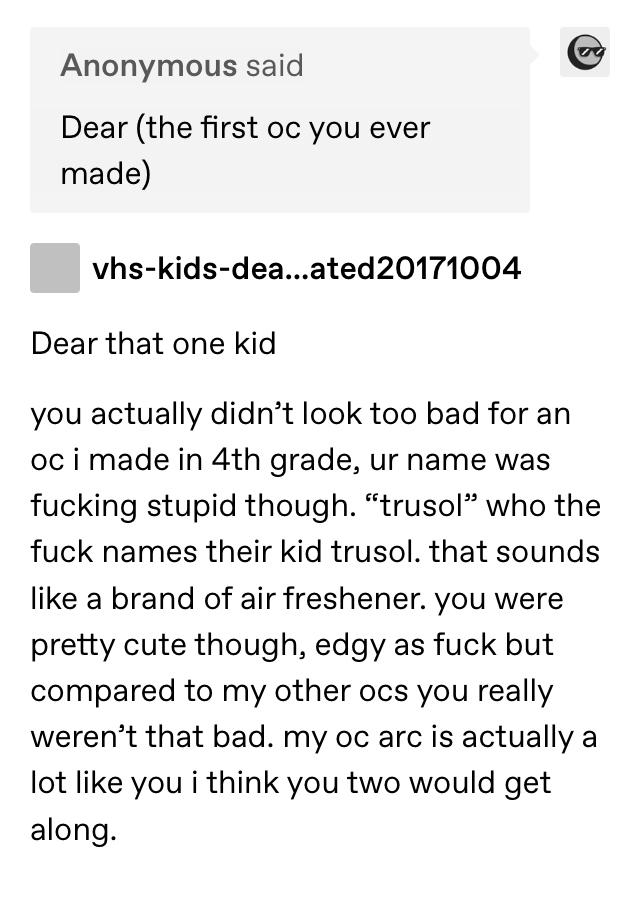 Anonymous said
Dear (the first oc you ever
made)
vhs-kids-dea...ated20171004
Dear that one kid
you actually didn’t look too bad for an
oc i made in 4th grade, ur name was
fucking stupid though. “trusol” who the
fuck names their kid trusol. that sounds
like a brand of air freshener. you were
pretty cute though, edgy as fuck but
compared to my other ocs you really
weren’t that bad. my oc arc is actually a
lot like you i think you two would get
along.